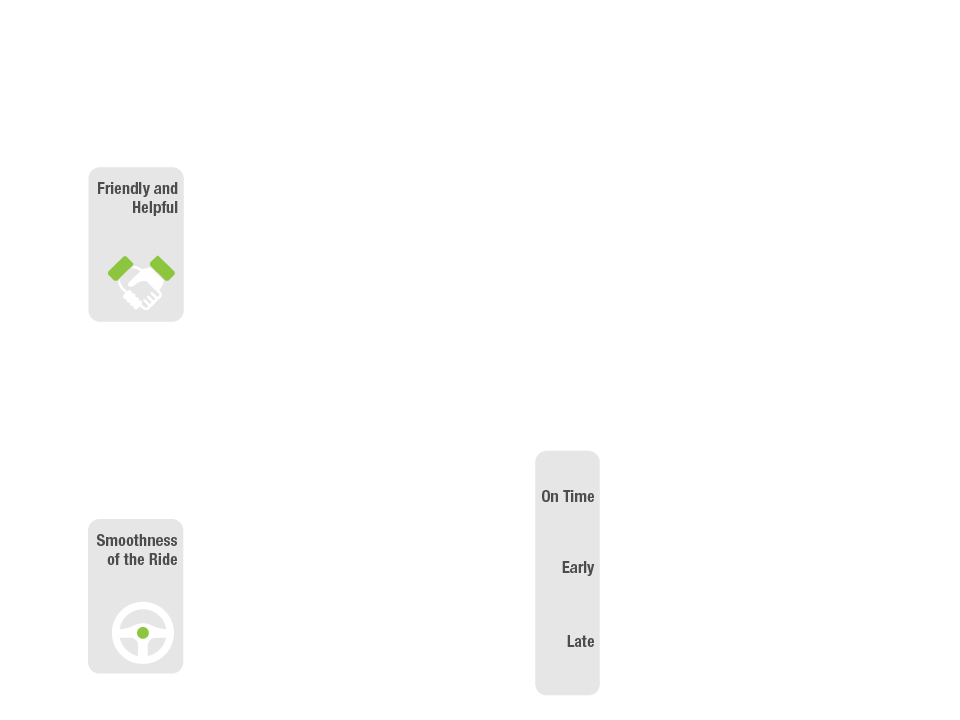 Friendly and
Helpful
Smoothness
of the Ride
On Time
Early
Late